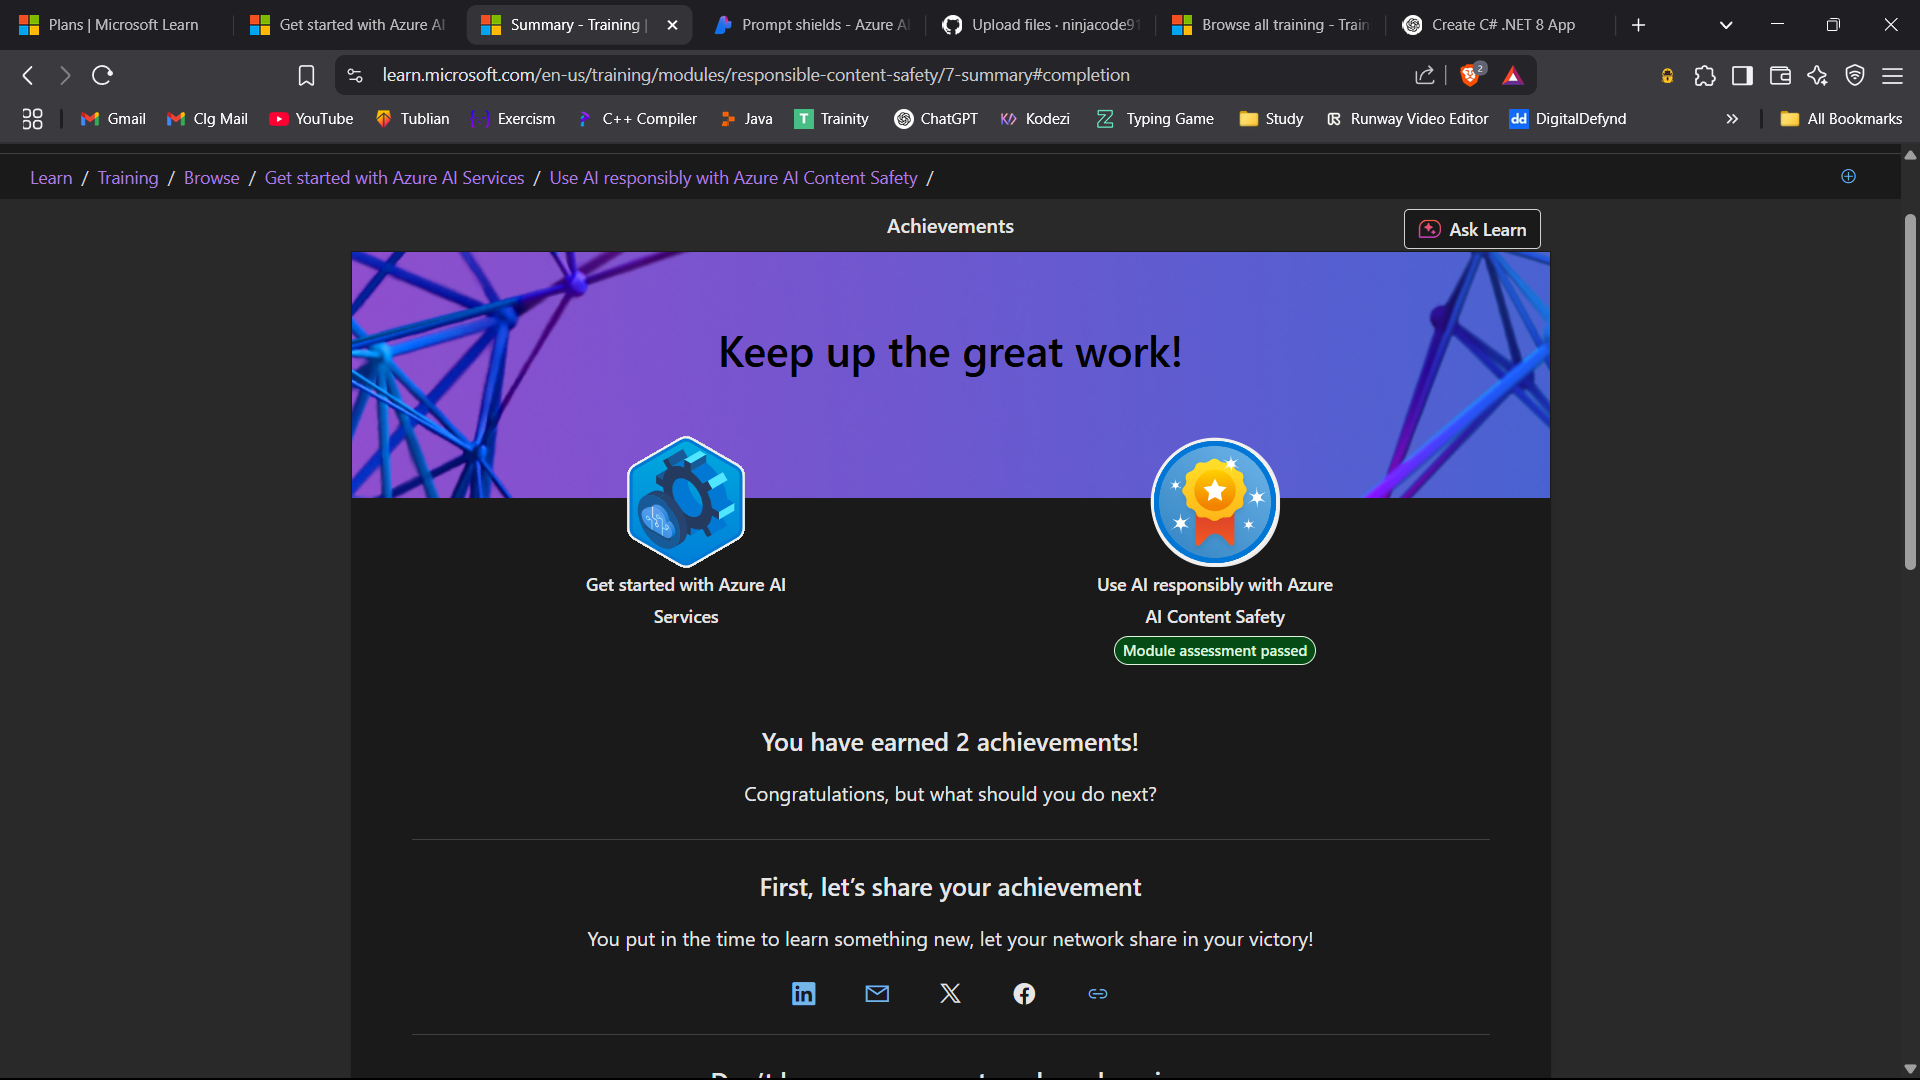 Plans | Microsoft Learn
Get started with Azure AI
Summary - Training |
Prompt shields - Azure AI
Upload files · ninjacode91
Browse all training - Train
Create C# .NET 8 App
learn.microsoft.com/en-us/training/modules/responsible-content-safety/7-summary#completion
2
Gmail
Clg Mail
YouTube
Tublian
Exercism
C++ Compiler
Java
T Trainity
ChatGPT
Kodezi
Typing Game
Study
Runway Video Editor
dd DigitalDefynd
All Bookmarks
Learn / Training / Browse / Get started with Azure AI Services / Use AI responsibly with Azure AI Content Safety /
Achievements
Ask Learn
Keep up the great work!
Get started with Azure AI
Services
Use AI responsibly with Azure
AI Content Safety
Module assessment passed
You have earned 2 achievements!
Congratulations, but what should you do next?
First, let’s share your achievement
You put in the time to learn something new, let your network share in your victory!